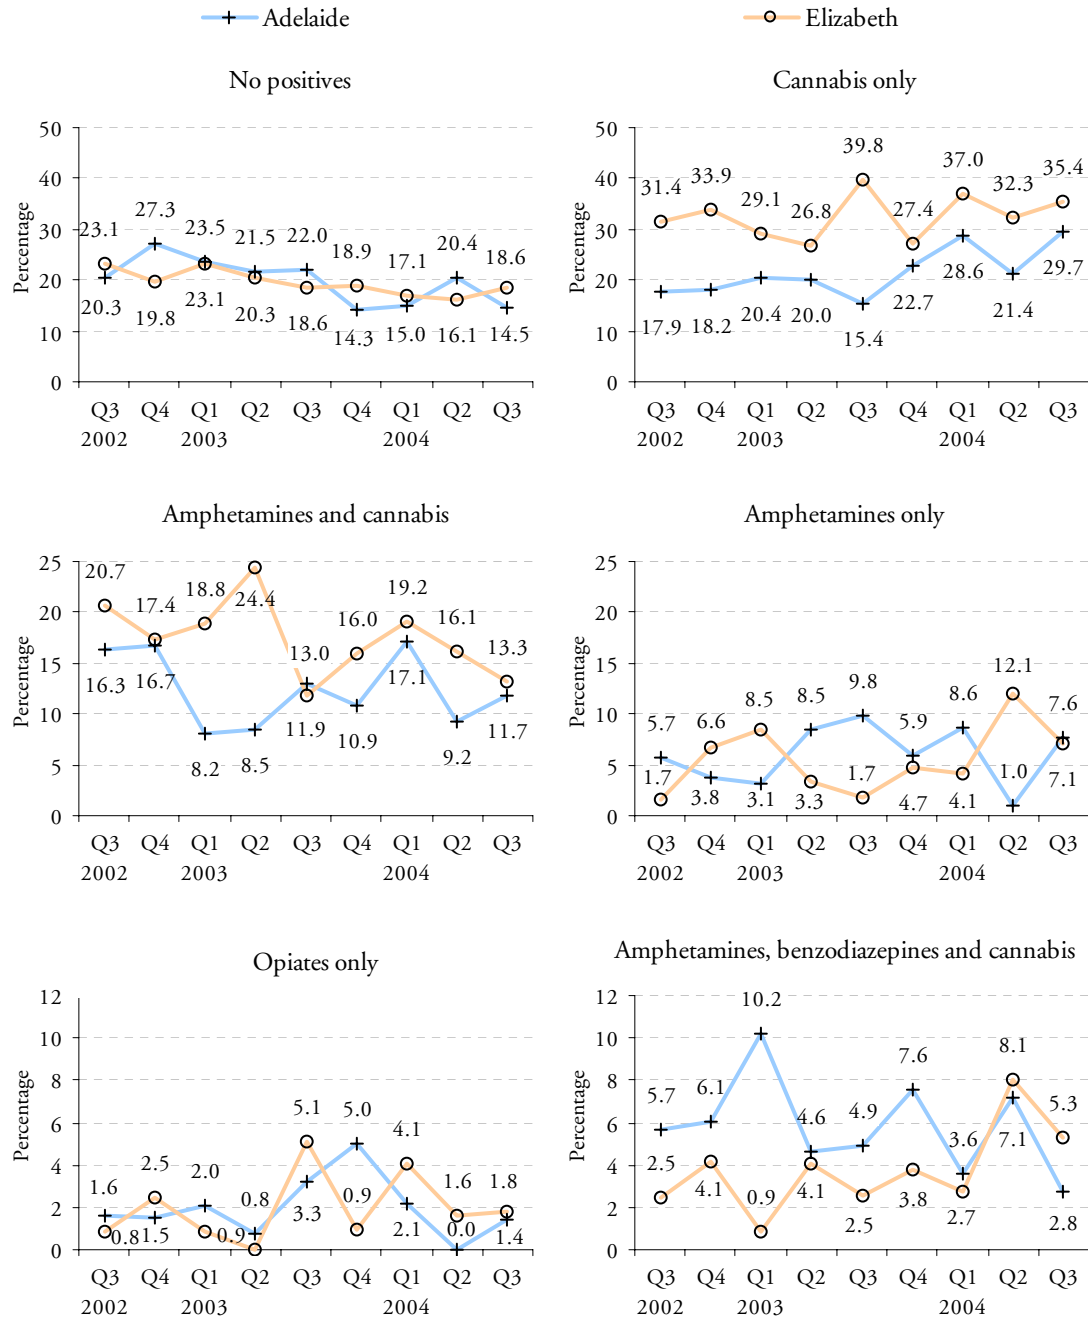 Adelaide Elizabeth
No positives
Percentage
50
40
30
20
10
0
23.1 27.3 23.5 21.5 22.0 18.9 17.1 20.4 18.6
20.3 19.8 23.1 20.3 18.6 14.3 15.0 16.1 14.5
Q3 Q4 Q1 Q2 Q3 Q4 Q1 Q2 Q3
2002 2003 2004
Cannabis only
Percentage
50
40
30
20
10
0
31.4 33.9 29.1 26.8 39.8 27.4 37.0 32.3 35.4
17.9 18.2 20.4 20.0 15.4 22.7 28.6 21.4 29.7
Q3 Q4 Q1 Q2 Q3 Q4 Q1 Q2 Q3
2002 2003 2004
Amphetamines and cannabis
Percentage
25
20
15
10
5
0
20.7 17.4 18.8 24.4 13.0 16.0 19.2 16.1 13.3
16.3 16.7 8.2 8.5 11.9 10.9 17.1 9.2 11.7
Q3 Q4 Q1 Q2 Q3 Q4 Q1 Q2 Q3
2002 2003 2004
Amphetamines only
Percentage
25
20
15
10
5
0
5.7 6.6 8.5 8.5 9.8 5.9 8.6 12.1 7.6
1.7 3.8 3.1 3.3 1.7 4.7 4.1 1.0 7.1
Q3 Q4 Q1 Q2 Q3 Q4 Q1 Q2 Q3
2002 2003 2004
Opiates only
Percentage
12
10
8
6
4
2
0
1.6 2.5 2.0 0.8 5.1 5.0 4.1 1.6 1.8
0.8 1.5 0.9 3.3 0.9 2.1 0.0 1.4
Q3 Q4 Q1 Q2 Q3 Q4 Q1 Q2 Q3
2002 2003 2004
Amphetamines, benzodiazepines and cannabis
Percentage
12
10
8
6
4
2
0
5.7 6.1 10.2 4.6 4.9 7.6 3.6 8.1 5.3
2.5 4.1 0.9 4.1 2.5 3.8 2.7 7.1 2.8
Q3 Q4 Q1 Q2 Q3 Q4 Q1 Q2 Q3
2002 2003 2004